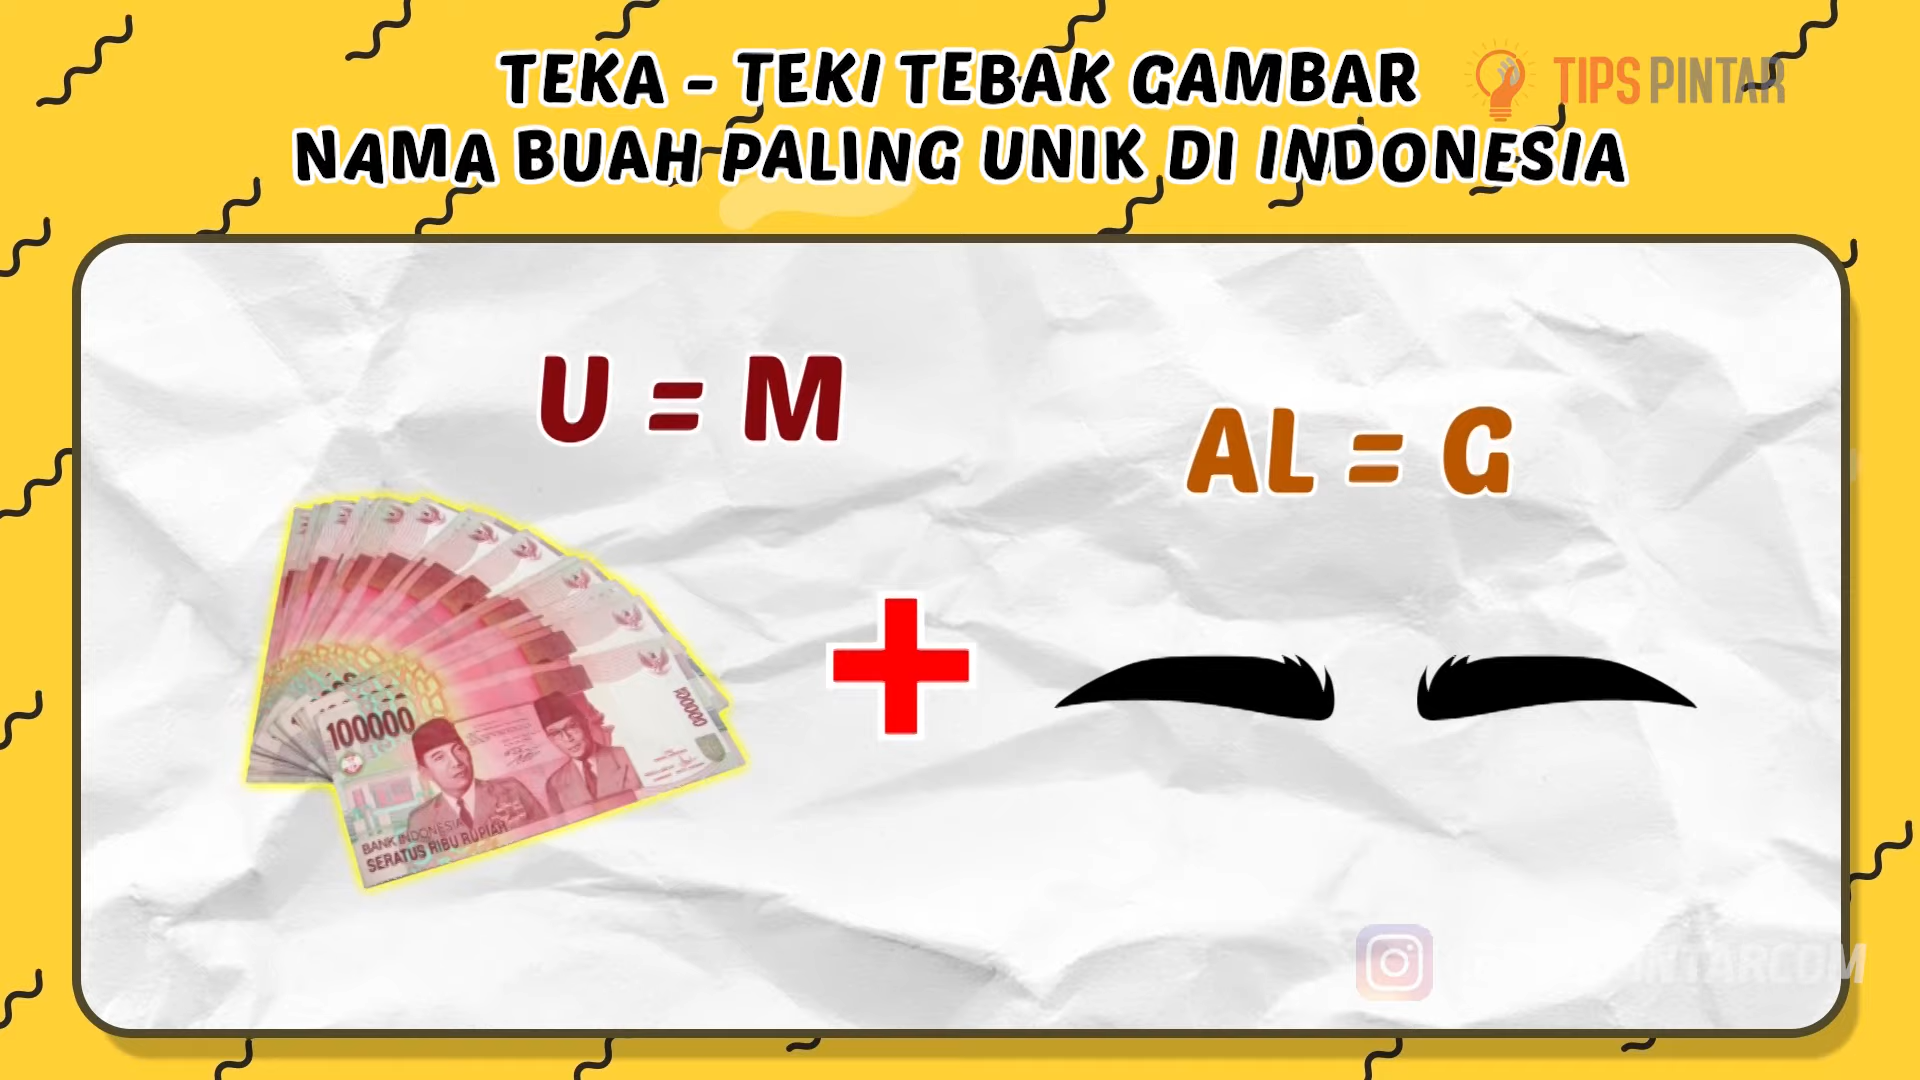 TEKA - TEKI TEBAK GAMBAR
TIPS PINTAR
NAMA BUAH PALING UNIK DI INDONESIA
U = M
AL = G
100000
100000
BANK INDONESIA
SERATUS RIBU RUPIAH